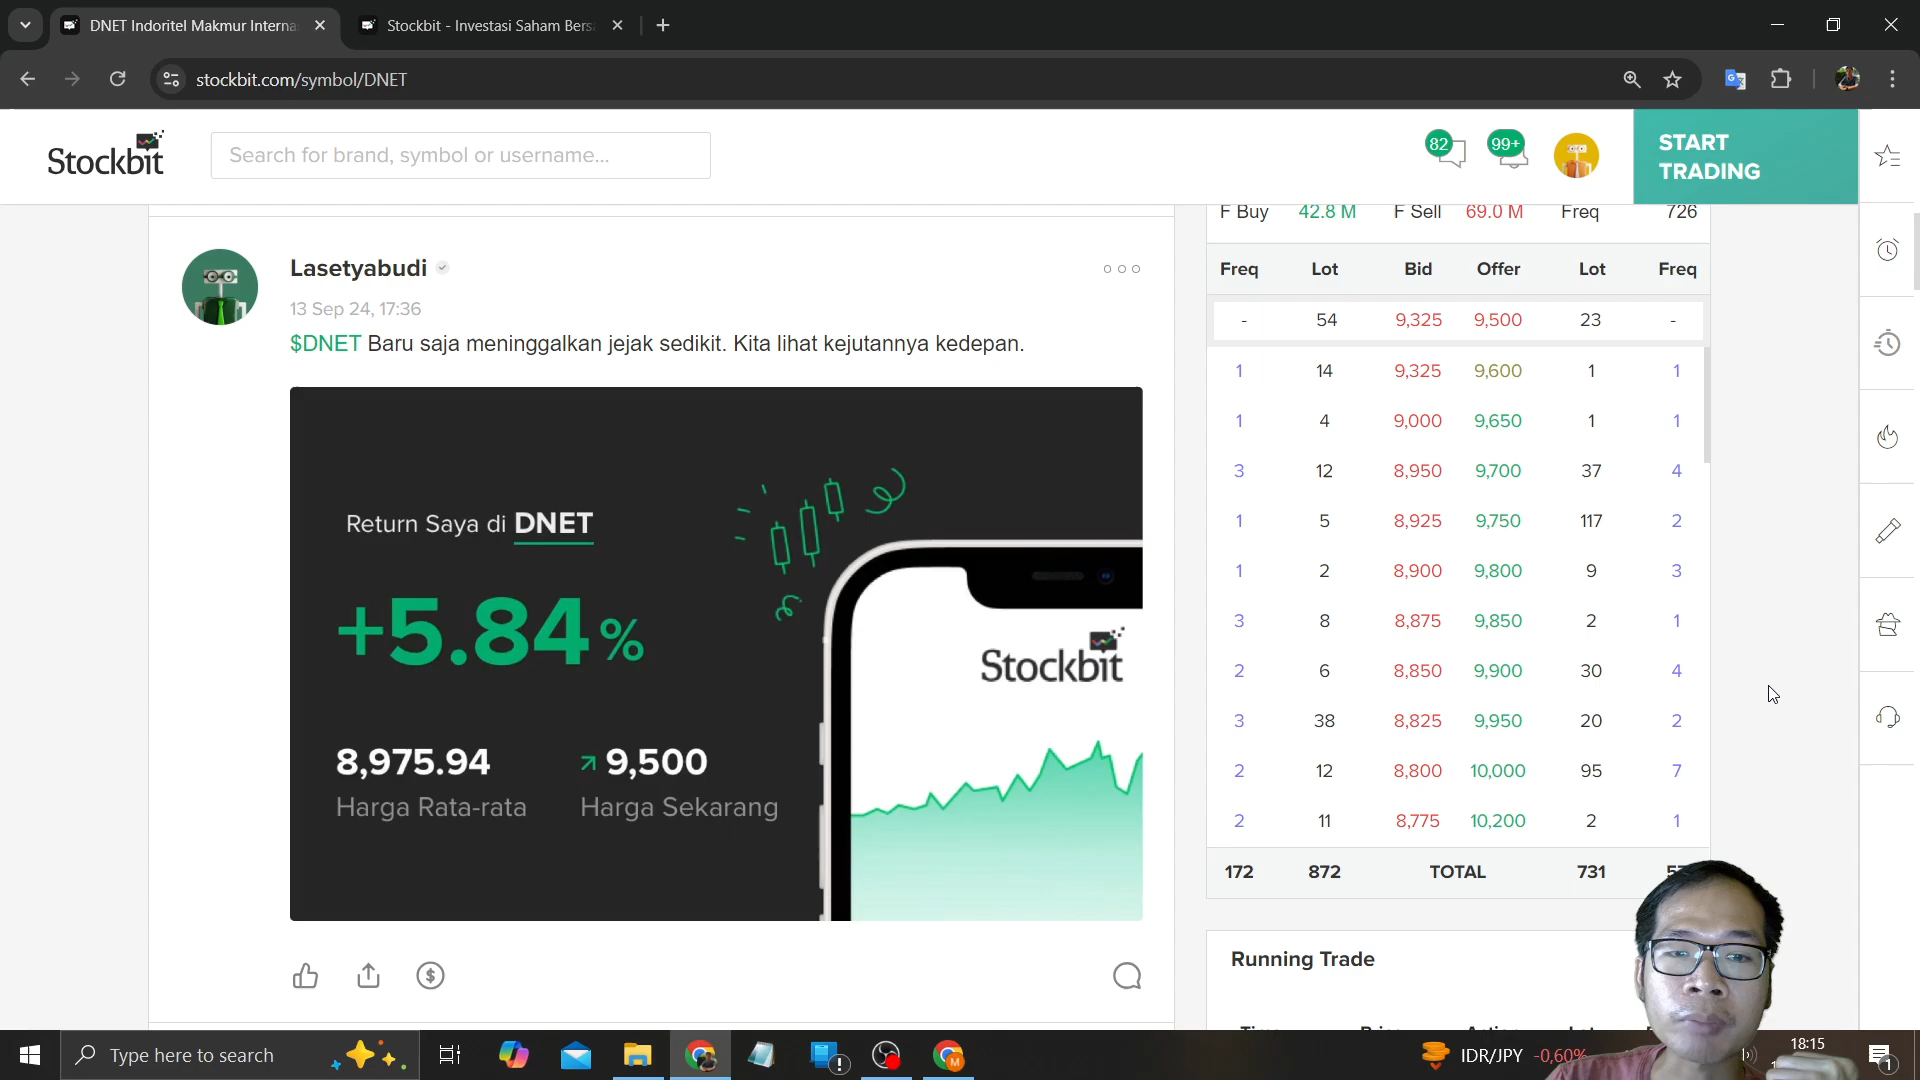 DNET Indoritel Makmur Interna
Stockbit - Investasi Saham Bers
stockbit.com/symbol/DNET
Stockbit
Search for brand, symbol or username...
82
99+
START
TRADING
F Buy 42.8 M F Sell 69.0 M Freq 726
Lasetyabudi
13 Sep 24, 17:36
$DNET Baru saja meninggalkan jejak sedikit. Kita lihat kejutannya kedepan.
Return Saya di DNET
+5.84%
8,975.94
Harga Rata-rata
9,500
Harga Sekarang
Stockbit
Freq Lot Bid Offer Lot Freq
- 54 9,325 9,500 23 -
1 14 9,325 9,600 1 1
1 4 9,000 9,650 1 1
3 12 8,950 9,700 37 4
1 5 8,925 9,750 117 2
1 2 8,900 9,800 9 3
3 8 8,875 9,850 2 1
2 6 8,850 9,900 30 4
3 38 8,825 9,950 20 2
2 12 8,800 10,000 95 7
2 11 8,775 10,200 2 1
172 872 TOTAL 731
Running Trade
Type here to search
IDR/JPY -0,60%
18:15
1